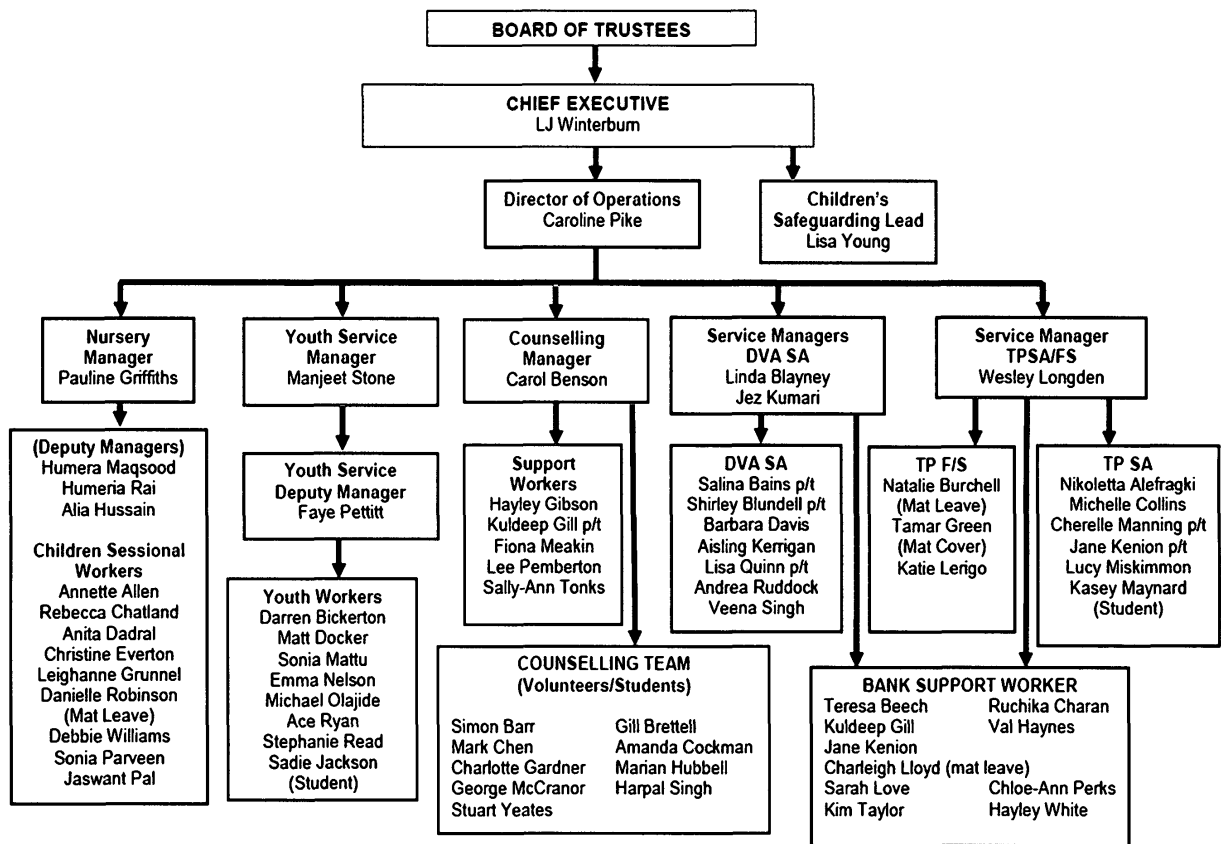 BOARD OF TRUSTEES
CHIEF EXECUTIVE
LJ Winterburn
Director of Operations
Caroline Pike
Children's
Safeguarding Lead
Lisa Young
Nursery
Manager
Pauline Griffiths
Youth Service
Manager
Manjeet Stone
Counselling
Manager
Carol Benson
Service Managers
DVA SA
Linda Blayney
Jez Kumari
Service Manager
TPSA/FS
Wesley Longden
(Deputy Managers)
Humera Maqsood
Humeria Rai
Alia Hussain
Children Sessional
Workers
Annette Allen
Rebecca Chatland
Anita Dadral
Christine Everton
Leighanne Grunnel
Danielle Robinson
(Mat Leave)
Debbie Williams
Sonia Parveen
Jaswant Pal
Youth Service
Deputy Manager
Faye Pettitt
Youth Workers
Darren Bickerton
Matt Docker
Sonia Mattu
Emma Nelson
Michael Olajide
Ace Ryan
Stephanie Read
Sadie Jackson
(Student)
Support
Workers
Hayley Gibson
Kuldeep Gill p/t
Fiona Meakin
Lee Pemberton
Sally-Ann Tonks
COUNSELLING TEAM
(Volunteers/Students)
Simon Barr Gill Brettell
Mark Chen Amanda Cockman
Charlotte Gardner Marian Hubbell
George McCranor Harpal Singh
Stuart Yeates
DVA SA
Salina Bains p/t
Shirley Blundell p/t
Barbara Davis
Aisling Kerrigan
Lisa Quinn p/t
Andrea Ruddock
Veena Singh
TP F/S
Natalie Burchell
(Mat Leave)
Tamar Green
(Mat Cover)
Katie Lerigo
TP SA
Nikoletta Alefragki
Michelle Collins
Cherelle Manning p/t
Jane Kenion p/t
Lucy Miskimmon
Kasey Maynard
(Student)
BANK SUPPORT WORKER
Teresa Beech Ruchika Charan
Kuldeep Gill Val Haynes
Jane Kenion
Charleigh Lloyd (mat leave)
Sarah Love Chloe-Ann Perks
Kim Taylor Hayley White